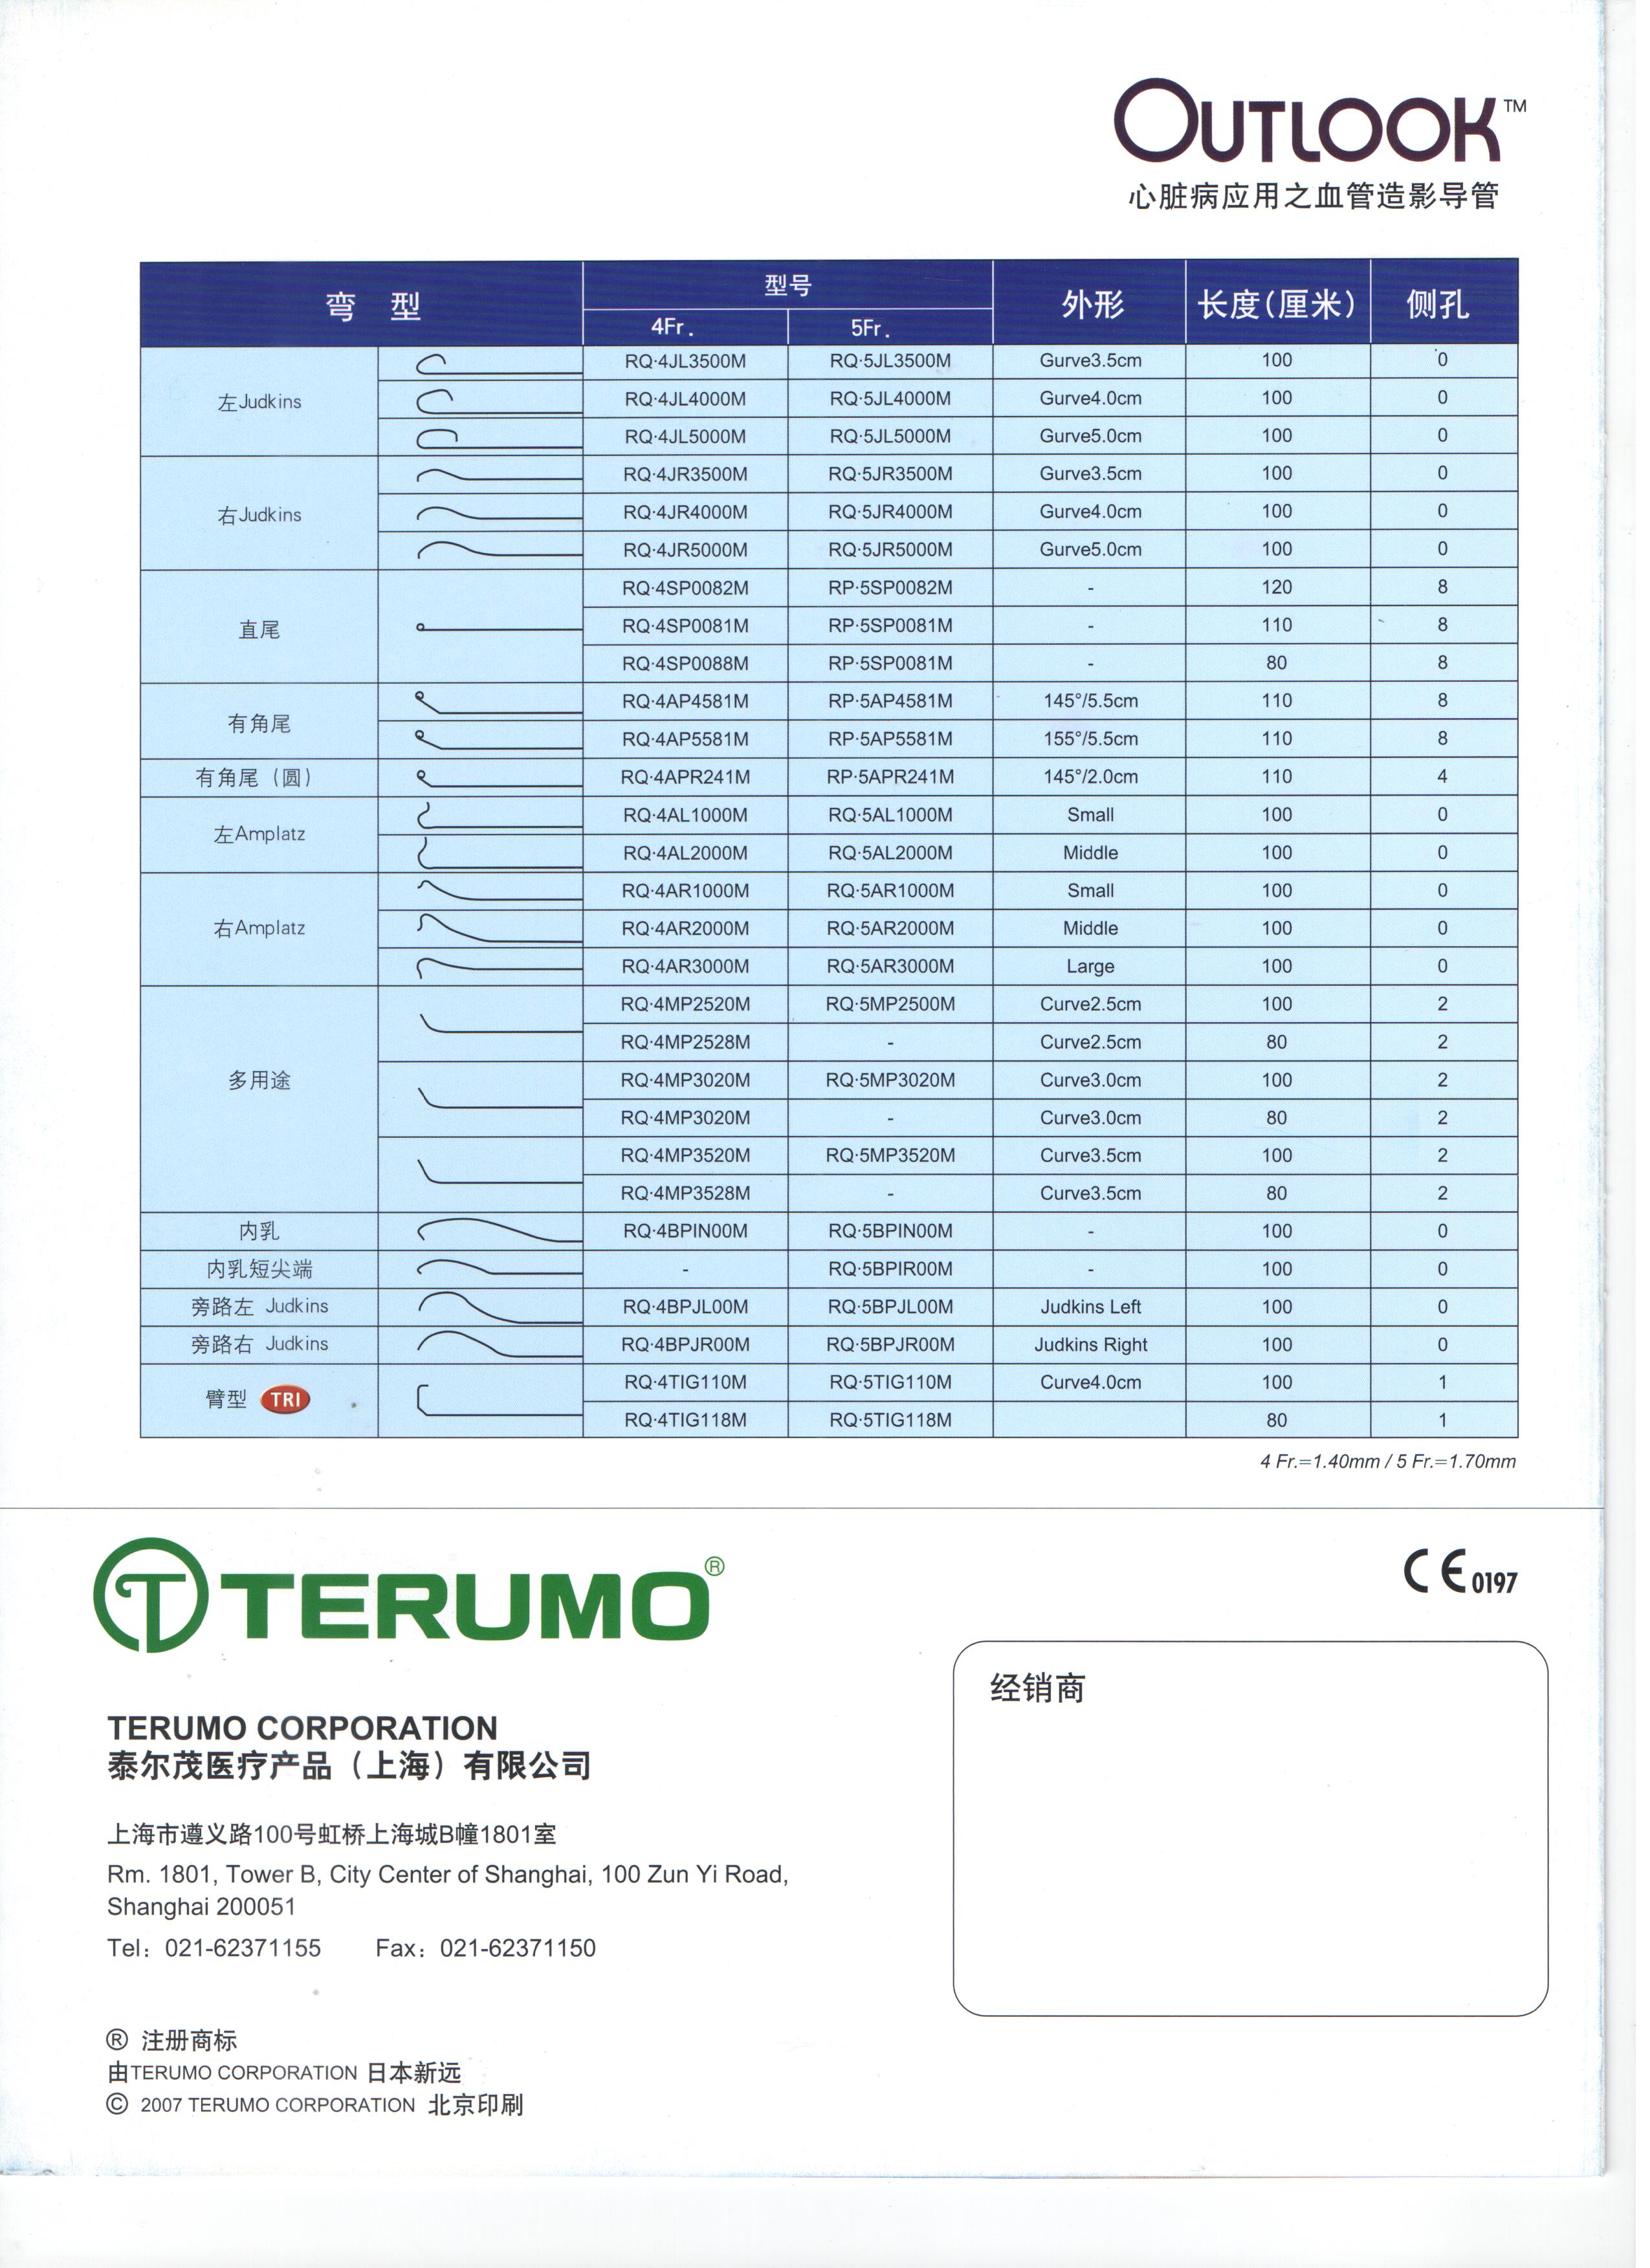 OUTLOOK™
心脏病应用之血管造影导管
弯 型 型号 外形 长度(厘米) 侧孔
4Fr. 5Fr.
左Judkins RQ·4JL3500M RQ·5JL3500M Gurve3.5cm 100 0
RQ·4JL4000M RQ·5JL4000M Gurve4.0cm 100 0
RQ·4JL5000M RQ·5JL5000M Gurve5.0cm 100 0
右Judkins RQ·4JR3500M RQ·5JR3500M Gurve3.5cm 100 0
RQ·4JR4000M RQ·5JR4000M Gurve4.0cm 100 0
RQ·4JR5000M RQ·5JR5000M Gurve5.0cm 100 0
直尾 RQ·4SP0082M RP·5SP0082M - 120 8
RQ·4SP0081M RP·5SP0081M - 110 8
RQ·4SP0088M RP·5SP0081M - 80 8
有角尾 RQ·4AP4581M RP·5AP4581M 145°/5.5cm 110 8
RQ·4AP5581M RP·5AP5581M 155°/5.5cm 110 8
有角尾（圆） RQ·4APR241M RP·5APR241M 145°/2.0cm 110 4
左Amplatz RQ·4AL1000M RQ·5AL1000M Small 100 0
RQ·4AL2000M RQ·5AL2000M Middle 100 0
右Amplatz RQ·4AR1000M RQ·5AR1000M Small 100 0
RQ·4AR2000M RQ·5AR2000M Middle 100 0
RQ·4AR3000M RQ·5AR3000M Large 100 0
多用途 RQ·4MP2520M RQ·5MP2500M Curve2.5cm 100 2
RQ·4MP2528M - Curve2.5cm 80 2
RQ·4MP3020M RQ·5MP3020M Curve3.0cm 100 2
RQ·4MP3020M - Curve3.0cm 80 2
RQ·4MP3520M RQ·5MP3520M Curve3.5cm 100 2
RQ·4MP3528M - Curve3.5cm 80 2
内乳 RQ·4BPIN00M RQ·5BPIN00M - 100 0
内乳短尖端 - RQ·5BPIR00M - 100 0
旁路左 Judkins RQ·4BPJL00M RQ·5BPJL00M Judkins Left 100 0
旁路右 Judkins RQ·4BPJR00M RQ·5BPJR00M Judkins Right 100 0
臂型 TRI RQ·4TIG110M RQ·5TIG110M Curve4.0cm 100 1
RQ·4TIG118M RQ·5TIG118M 80 1
4 Fr.=1.40mm / 5 Fr.=1.70mm
TERUMO®
CE 0197
经销商
TERUMO CORPORATION
泰尔茂医疗产品（上海）有限公司
上海市遵义路100号虹桥上海城B幢1801室
Rm. 1801, Tower B, City Center of Shanghai, 100 Zun Yi Road,
Shanghai 200051
Tel：021-62371155 Fax：021-62371150
® 注册商标
由TERUMO CORPORATION 日本新远
© 2007 TERUMO CORPORATION 北京印刷